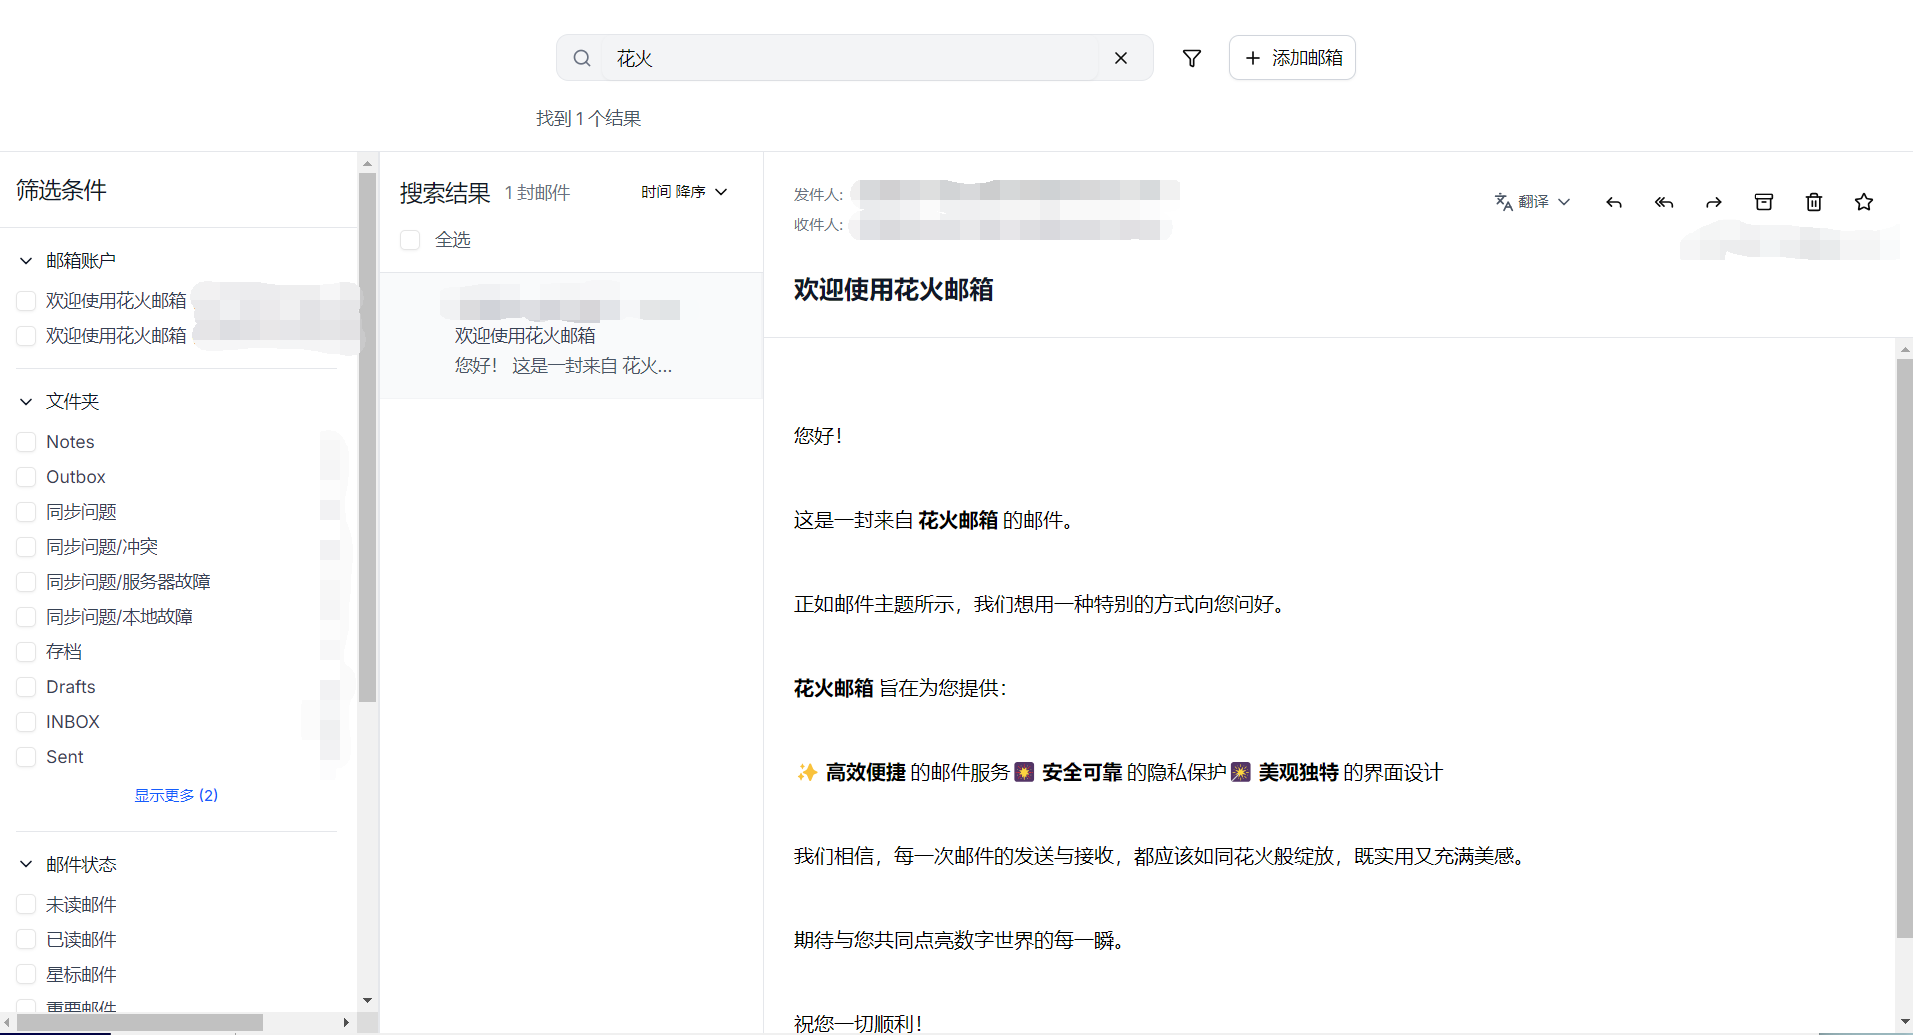 花火
添加邮箱
找到 1 个结果
筛选条件
邮箱账户
欢迎使用花火邮箱
欢迎使用花火邮箱
文件夹
Notes
Outbox
同步问题
同步问题/冲突
同步问题/服务器故障
同步问题/本地故障
存档
Drafts
INBOX
Sent
显示更多 (2)
邮件状态
未读邮件
已读邮件
星标邮件
重要邮件
搜索结果 1 封邮件 时间 降序
全选
欢迎使用花火邮箱
您好！ 这是一封来自 花火...
发件人:
收件人:
翻译
欢迎使用花火邮箱
您好！
这是一封来自 花火邮箱 的邮件。
正如邮件主题所示，我们想用一种特别的方式向您问好。
花火邮箱 旨在为您提供：
✨ 高效便捷 的邮件服务🎇 安全可靠 的隐私保护🎆 美观独特 的界面设计
我们相信，每一次邮件的发送与接收，都应该如同花火般绽放，既实用又充满美感。
期待与您共同点亮数字世界的每一瞬。
祝您一切顺利！